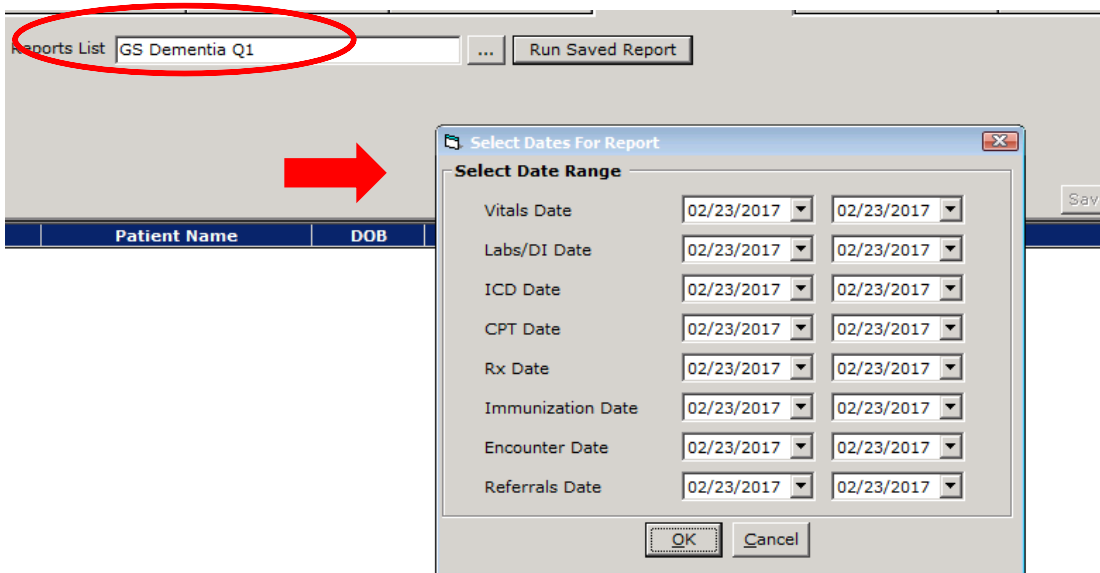 Reports List GS Dementia Q1 ... Run Saved Report
Select Dates For Report
Select Date Range
Vitals Date 02/23/2017 02/23/2017
Sav
Patient Name DOB
Labs/DI Date 02/23/2017 02/23/2017
ICD Date 02/23/2017 02/23/2017
CPT Date 02/23/2017 02/23/2017
Rx Date 02/23/2017 02/23/2017
Immunization Date 02/23/2017 02/23/2017
Encounter Date 02/23/2017 02/23/2017
Referrals Date 02/23/2017 02/23/2017
OK Cancel